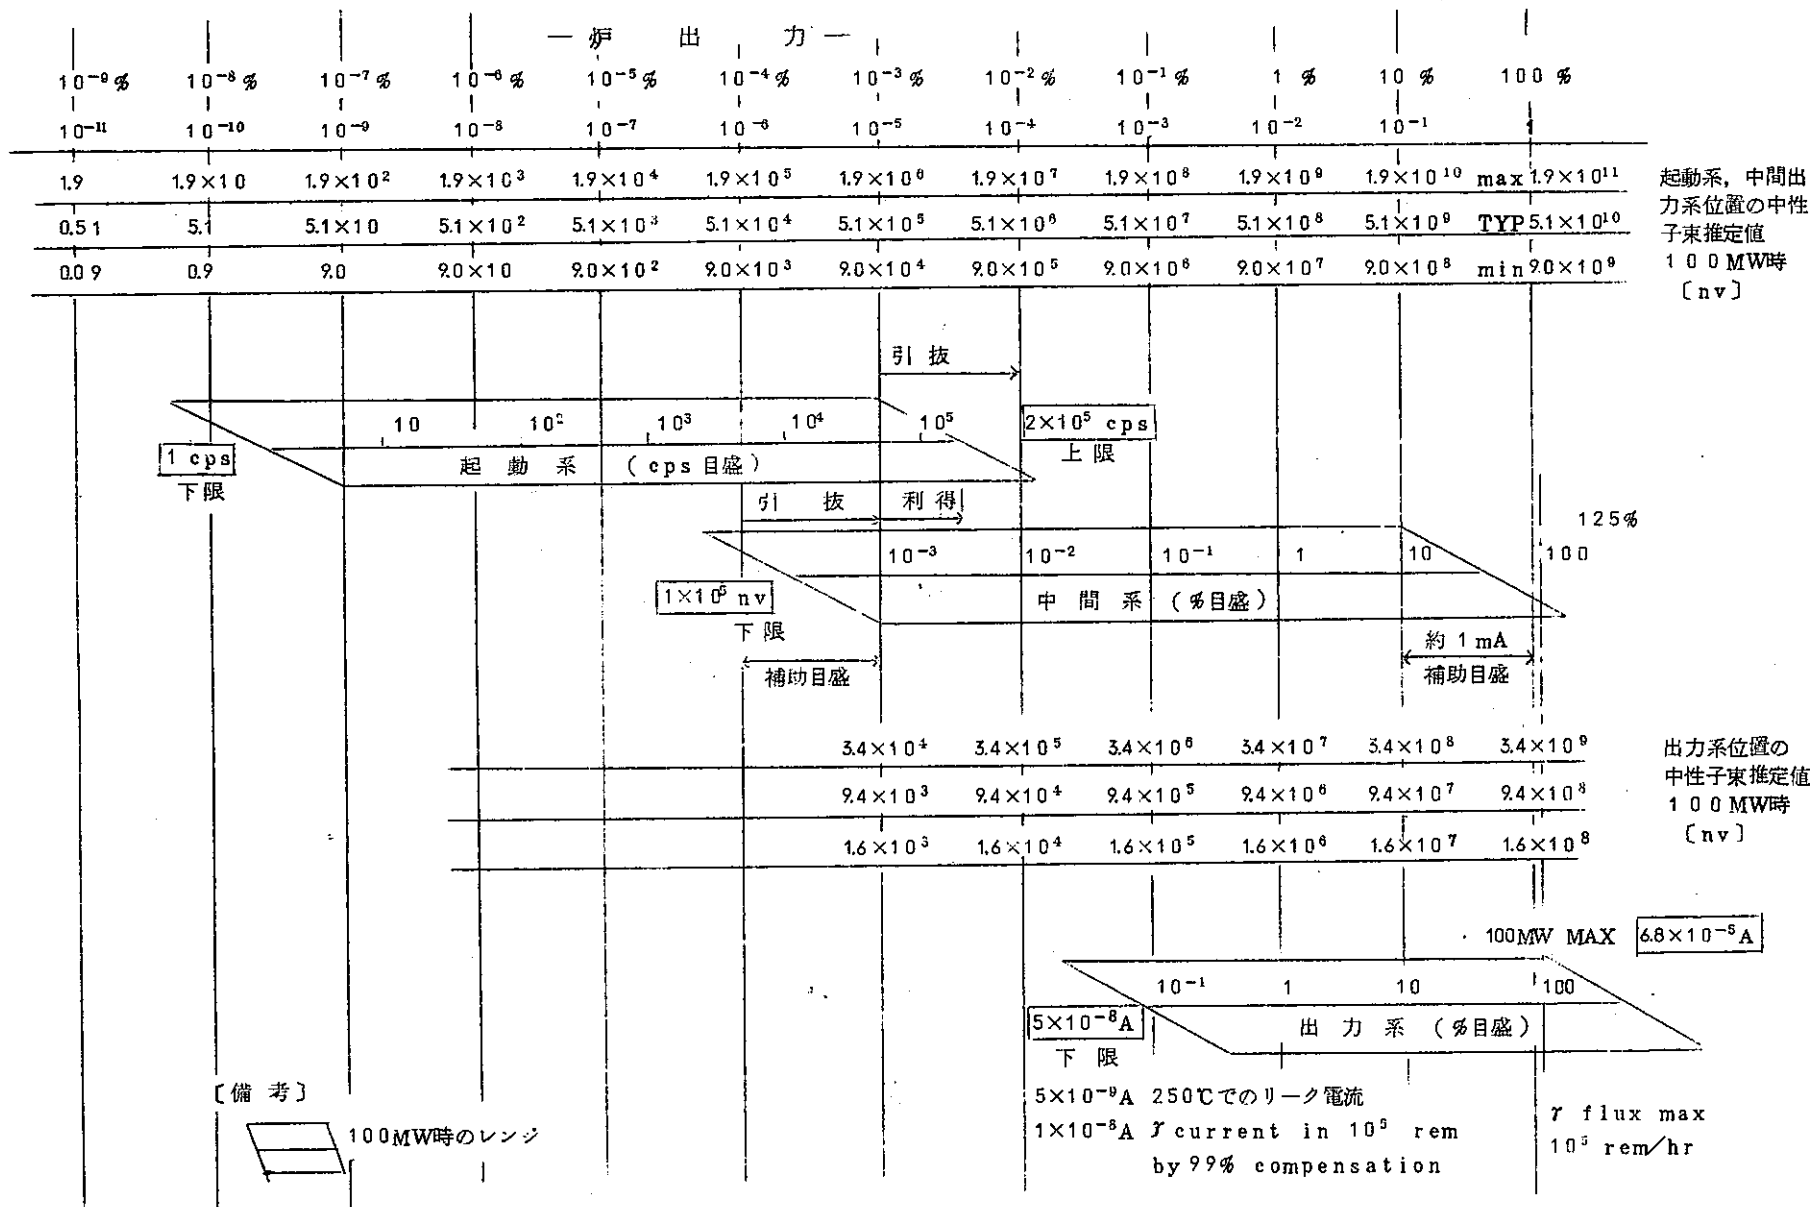 — 炉 出 力 —
10⁻⁹% 10⁻⁸% 10⁻⁷% 10⁻⁶% 10⁻⁵% 10⁻⁴% 10⁻³% 10⁻²% 10⁻¹% 1 % 10 % 100 %
10⁻¹¹ 10⁻¹⁰ 10⁻⁹ 10⁻⁸ 10⁻⁷ 10⁻⁶ 10⁻⁵ 10⁻⁴ 10⁻³ 10⁻² 10⁻¹ 1
1.9 1.9×10 1.9×10² 1.9×10³ 1.9×10⁴ 1.9×10⁵ 1.9×10⁶ 1.9×10⁷ 1.9×10⁸ 1.9×10⁹ 1.9×10¹⁰ max 1.9×10¹¹
0.51 5.1 5.1×10 5.1×10² 5.1×10³ 5.1×10⁴ 5.1×10⁵ 5.1×10⁶ 5.1×10⁷ 5.1×10⁸ 5.1×10⁹ TYP 5.1×10¹⁰
0.09 0.9 9.0 9.0×10 9.0×10² 9.0×10³ 9.0×10⁴ 9.0×10⁵ 9.0×10⁶ 9.0×10⁷ 9.0×10⁸ min 9.0×10⁹
起動系, 中間出
力系位置の中性
子束推定値
100MW時
〔nv〕
引 抜
10 10² 10³ 10⁴ 10⁵
2×10⁵ cps
上 限
1 cps
下 限
起 動 系 (cps目盛)
引 抜 利 得
125%
10⁻³ 10⁻² 10⁻¹ 1 10 100
1×10⁵ nv
下 限
中 間 系 (%目盛)
補助目盛
約 1 mA
補助目盛
3.4×10⁴ 3.4×10⁵ 3.4×10⁶ 3.4×10⁷ 3.4×10⁸ 3.4×10⁹
9.4×10³ 9.4×10⁴ 9.4×10⁵ 9.4×10⁶ 9.4×10⁷ 9.4×10⁸
1.6×10³ 1.6×10⁴ 1.6×10⁵ 1.6×10⁶ 1.6×10⁷ 1.6×10⁸
出力系位置の
中性子束推定値
100MW時
〔nv〕
100MW MAX 6.8×10⁻⁵A
10⁻¹ 1 10 100
5×10⁻⁸A
下 限
出 力 系 (%目盛)
5×10⁻⁹A 250℃でのリーク電流
1×10⁻⁸A γ current in 10⁵ rem
by 99% compensation
γ flux max
10⁵ rem/hr
〔備 考〕
100MW時のレンジ